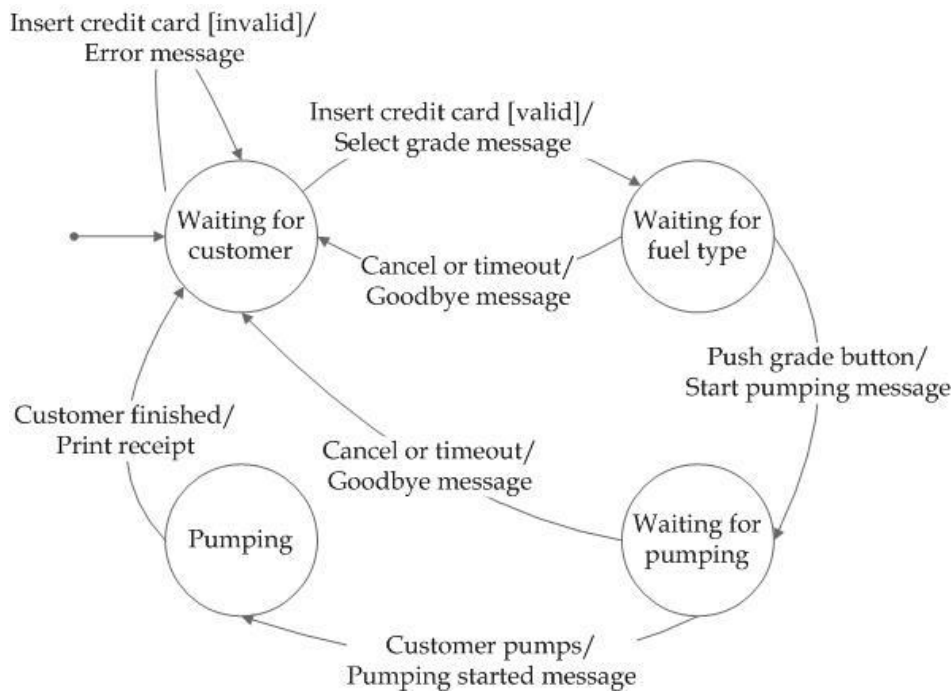 Insert credit card [invalid]/
Error message
Insert credit card [valid]/
Select grade message
Waiting for
customer
Waiting for
fuel type
Cancel or timeout/
Goodbye message
Push grade button/
Start pumping message
Customer finished/
Print receipt
Cancel or timeout/
Goodbye message
Pumping
Waiting for
pumping
Customer pumps/
Pumping started message